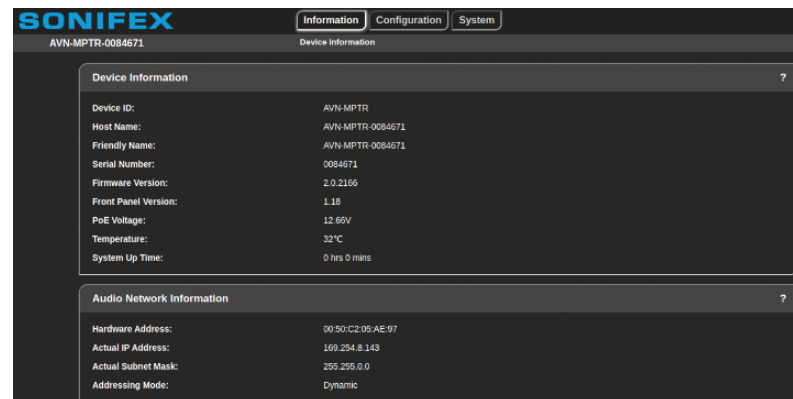 SONIFEX
Information Configuration System
AVN-MPTR-0084671 Device Information
Device Information ?
Device ID: AVN-MPTR
Host Name: AVN-MPTR-0084671
Friendly Name: AVN-MPTR-0084671
Serial Number: 0084671
Firmware Version: 2.0.2166
Front Panel Version: 1.18
PoE Voltage: 12.66V
Temperature: 32°C
System Up Time: 0 hrs 0 mins
Audio Network Information ?
Hardware Address: 00:50:C2:05:AE:97
Actual IP Address: 169.254.8.143
Actual Subnet Mask: 255.255.0.0
Addressing Mode: Dynamic